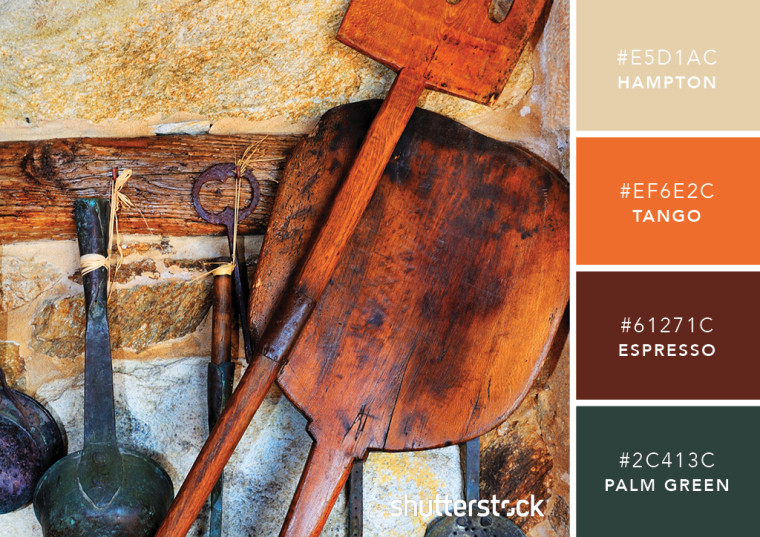 #E5D1AC
HAMPTON
#EF6E2C
TANGO
#61271C
ESPRESSO
#2C413C
PALM GREEN
shutterstock